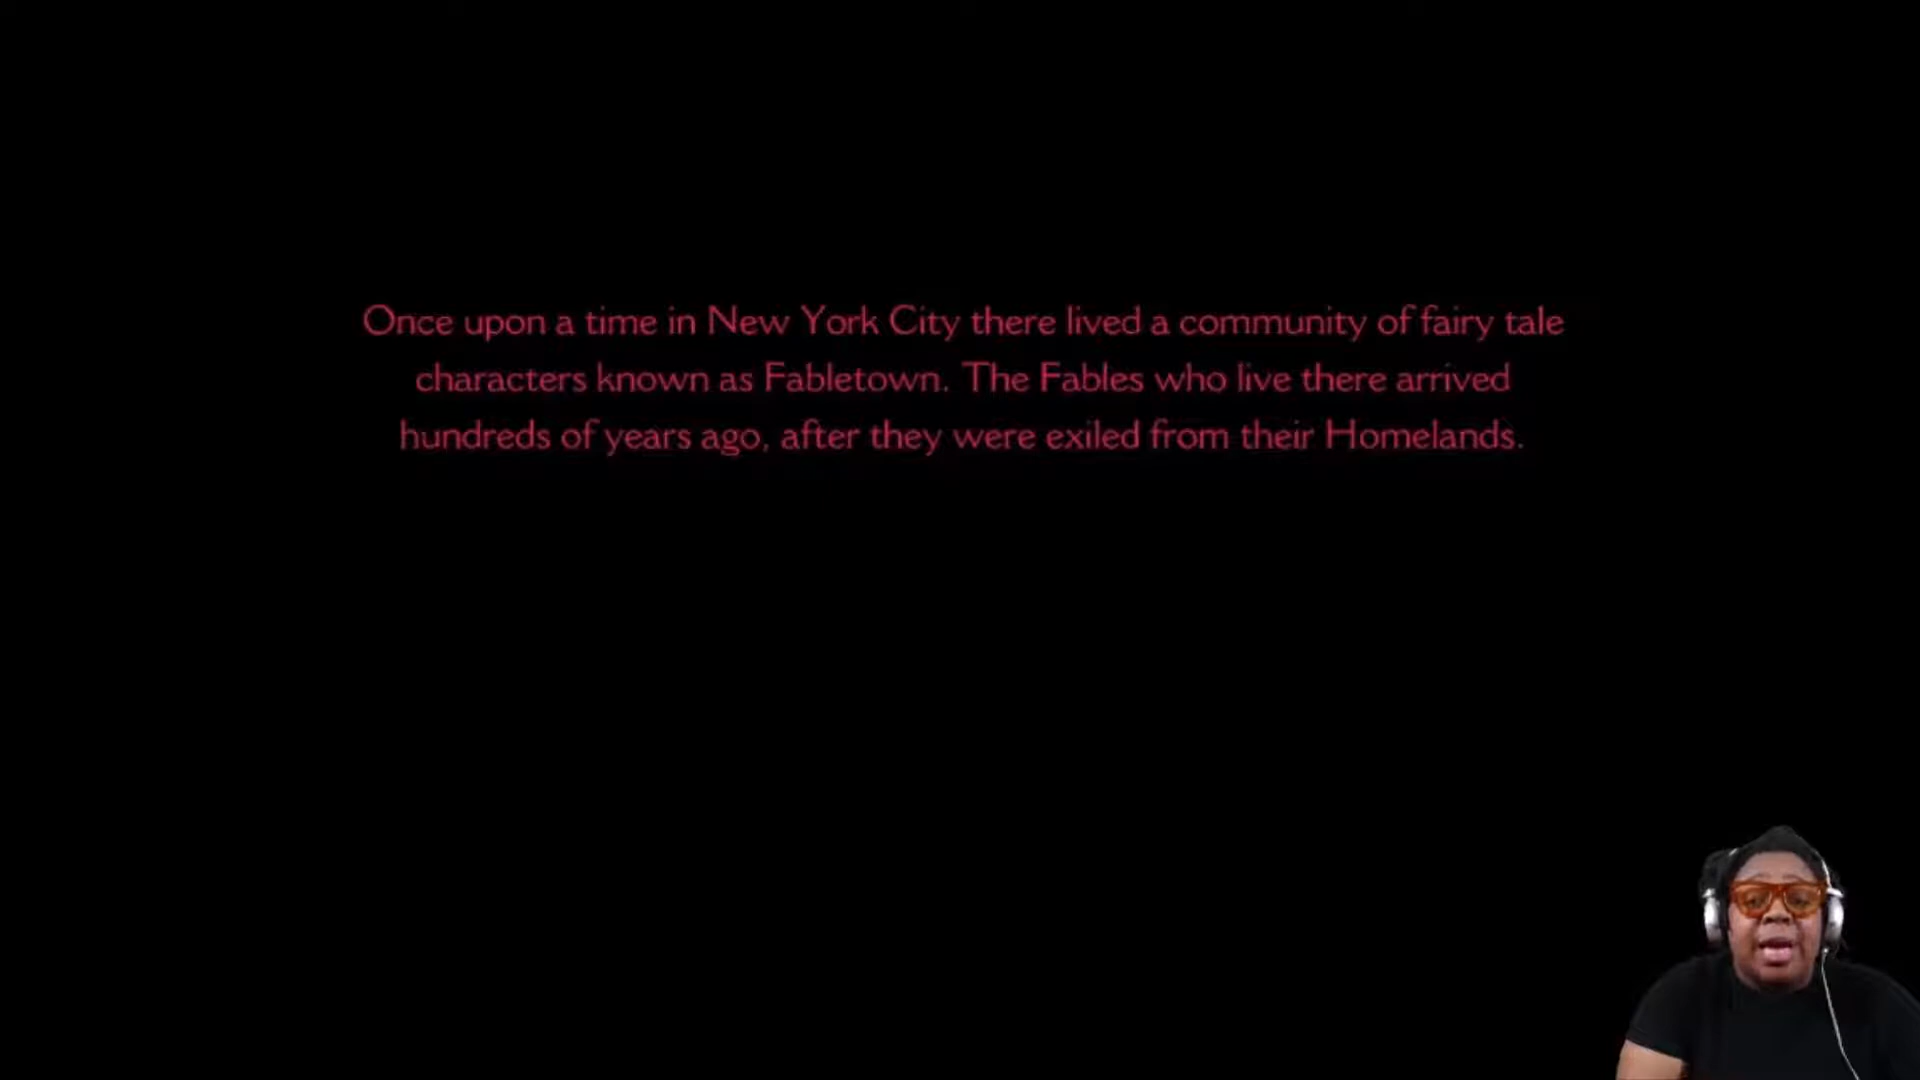 Once upon a time in New York City there lived a community of fairy tale
characters known as Fabletown. The Fables who live there arrived
hundreds of years ago, after they were exiled from their Homelands.